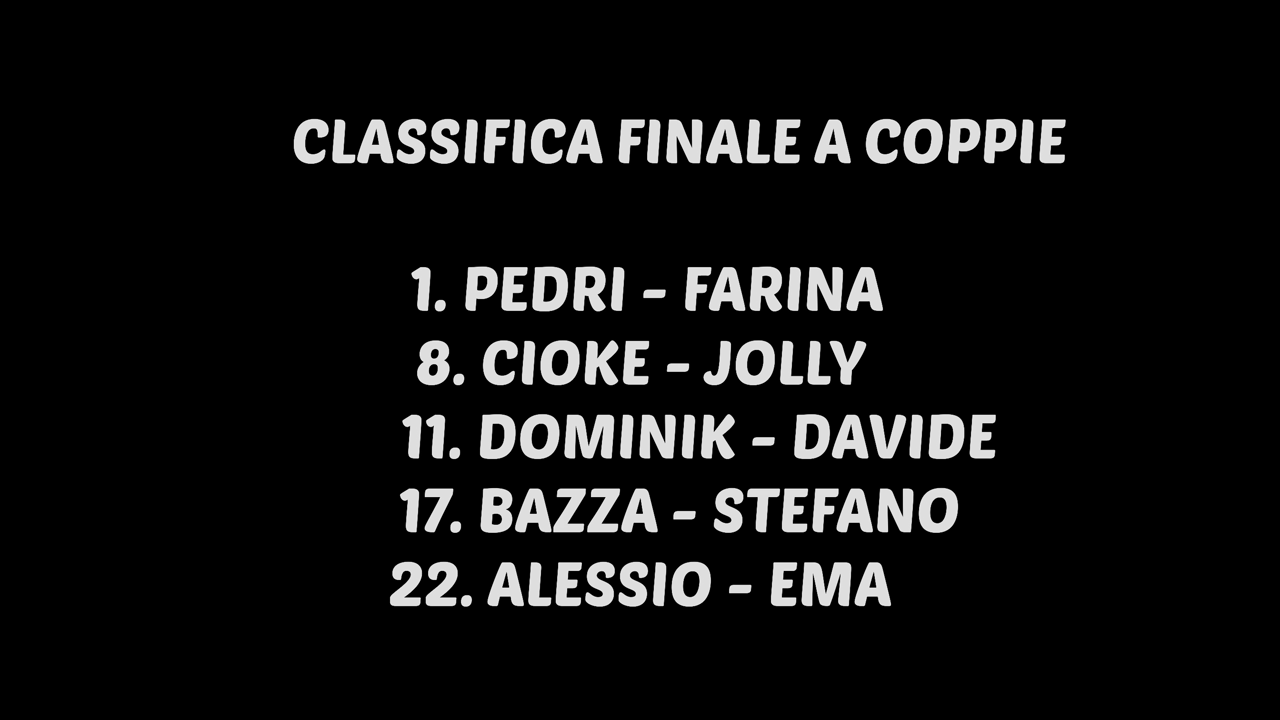 CLASSIFICA FINALE A COPPIE
1. PEDRI - FARINA
8. CIOKE - JOLLY
11. DOMINIK - DAVIDE
17. BAZZA - STEFANO
22. ALESSIO - EMA